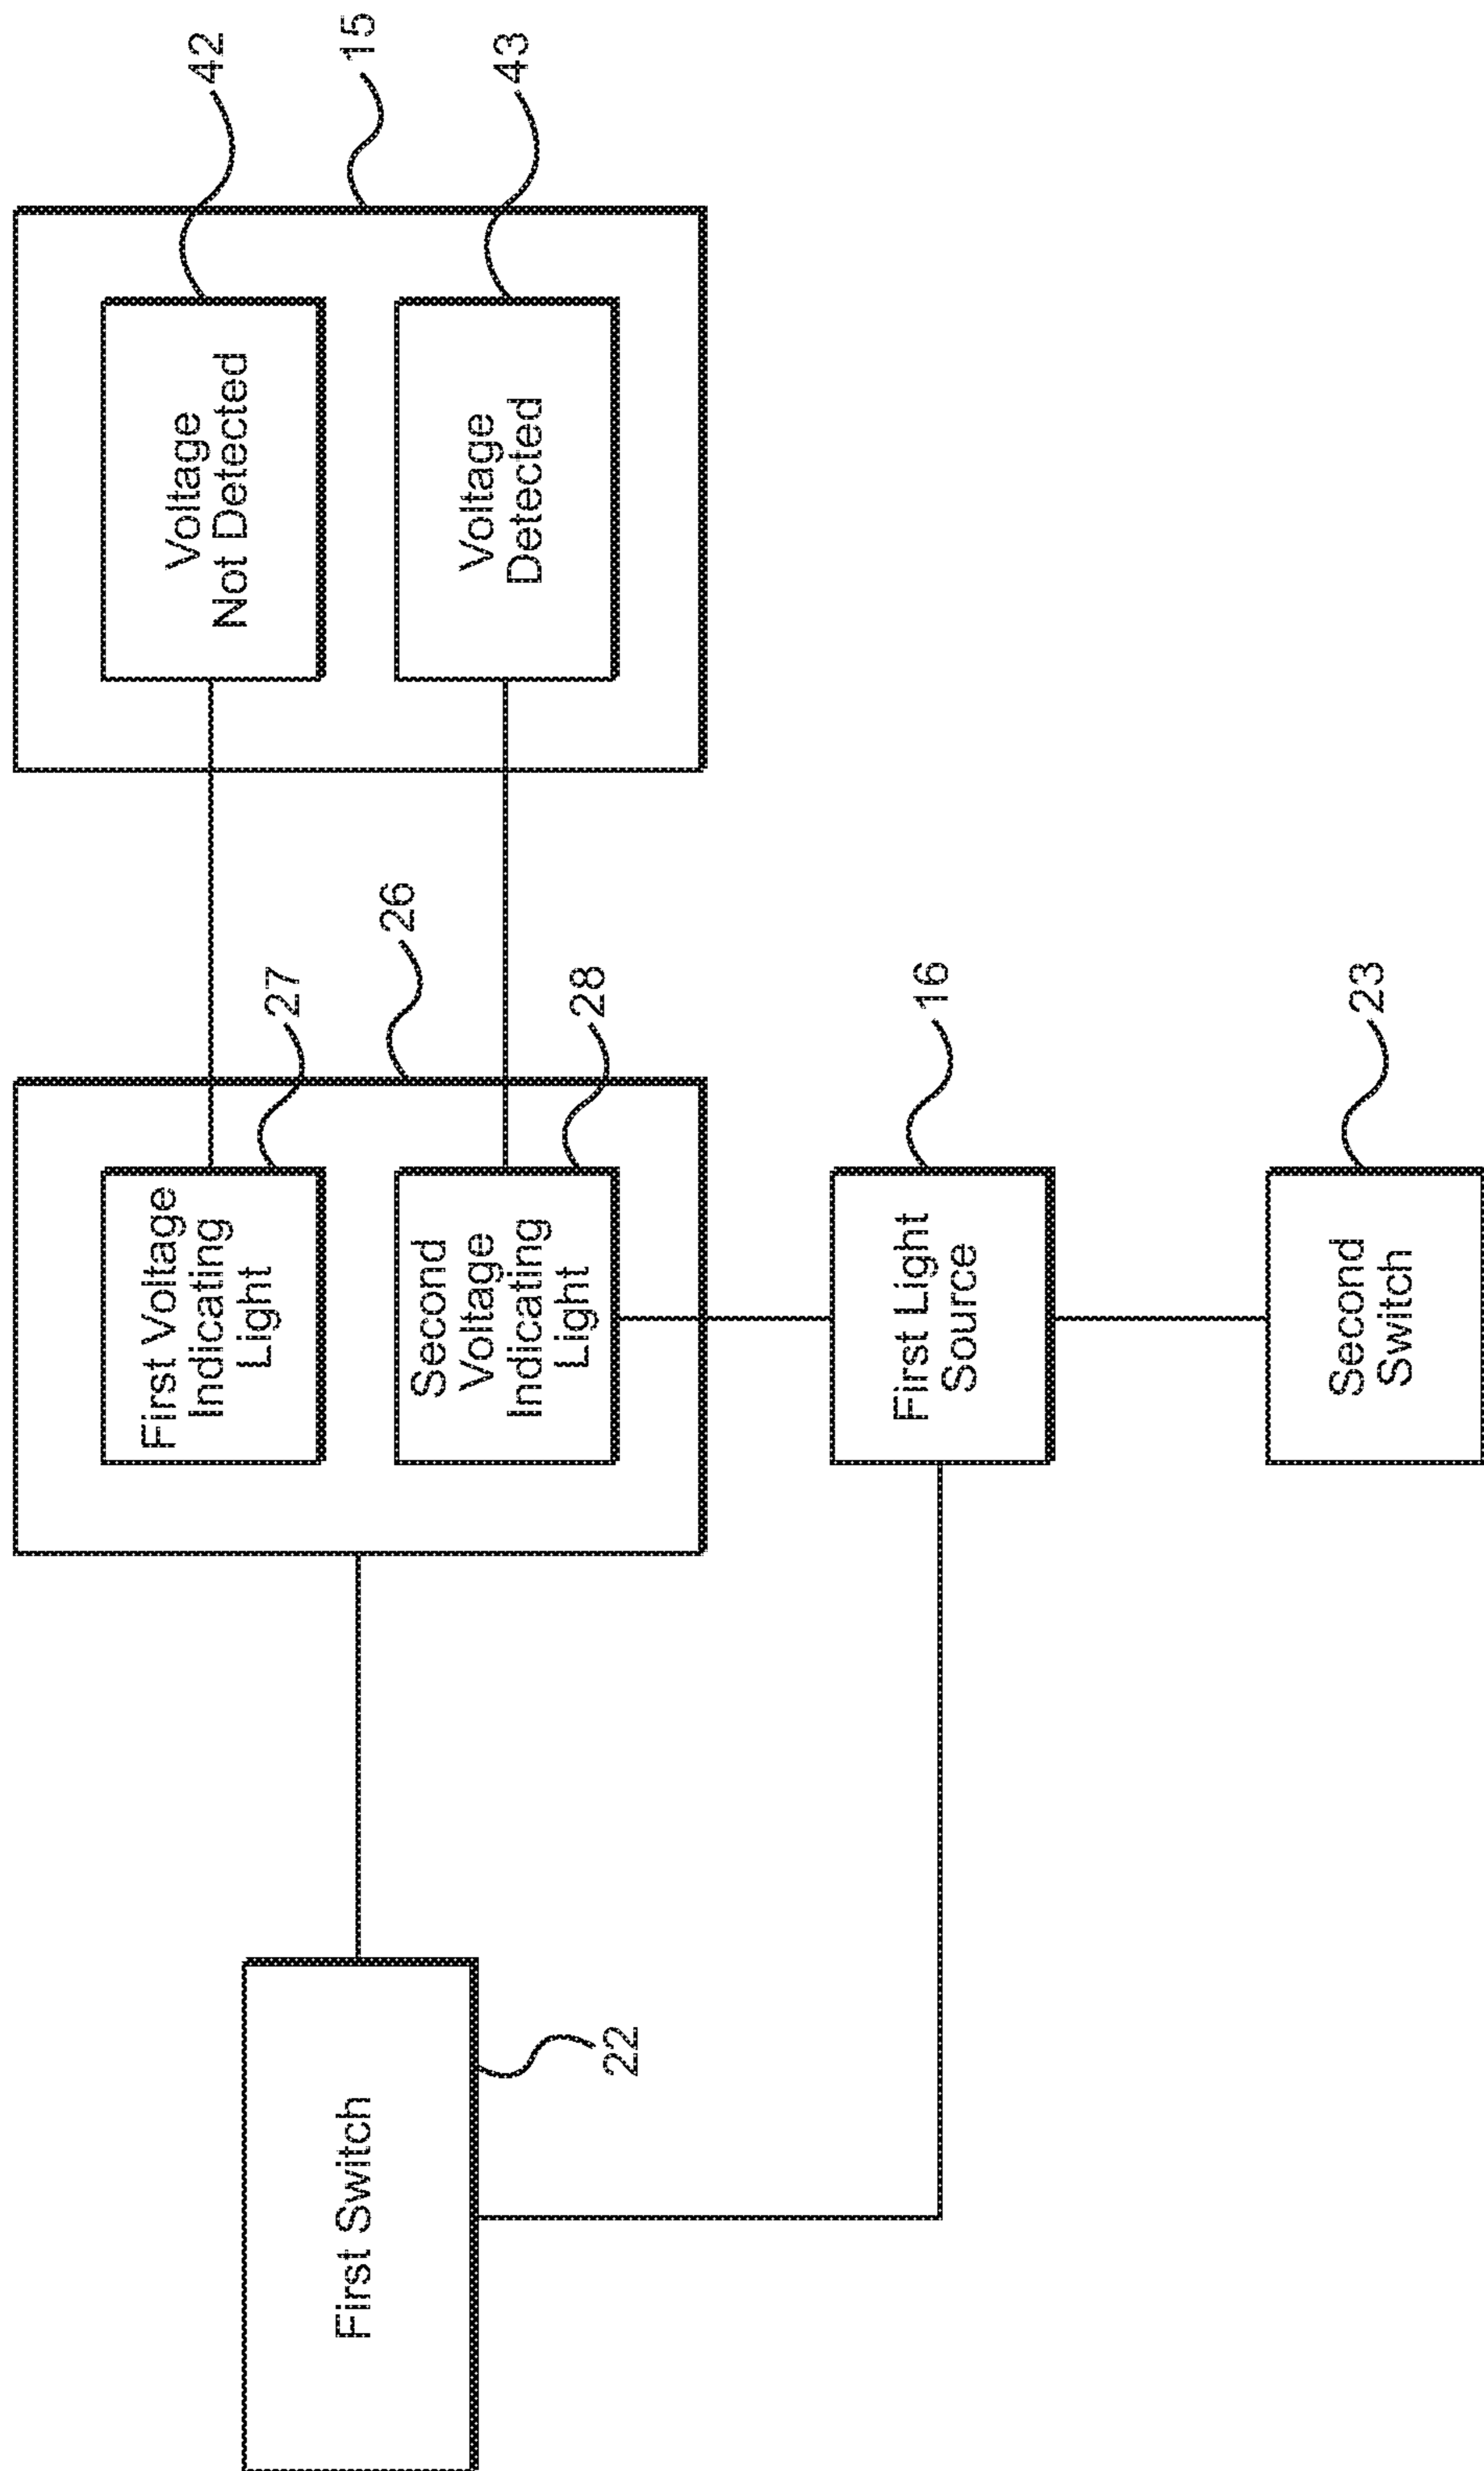 First Switch
22
First Voltage
Indicating
Light
27
Second
Voltage
Indicating
Light
28
26
Voltage
Not Detected
42
Voltage
Detected
43
15
First Light
Source
16
Second
Switch
23